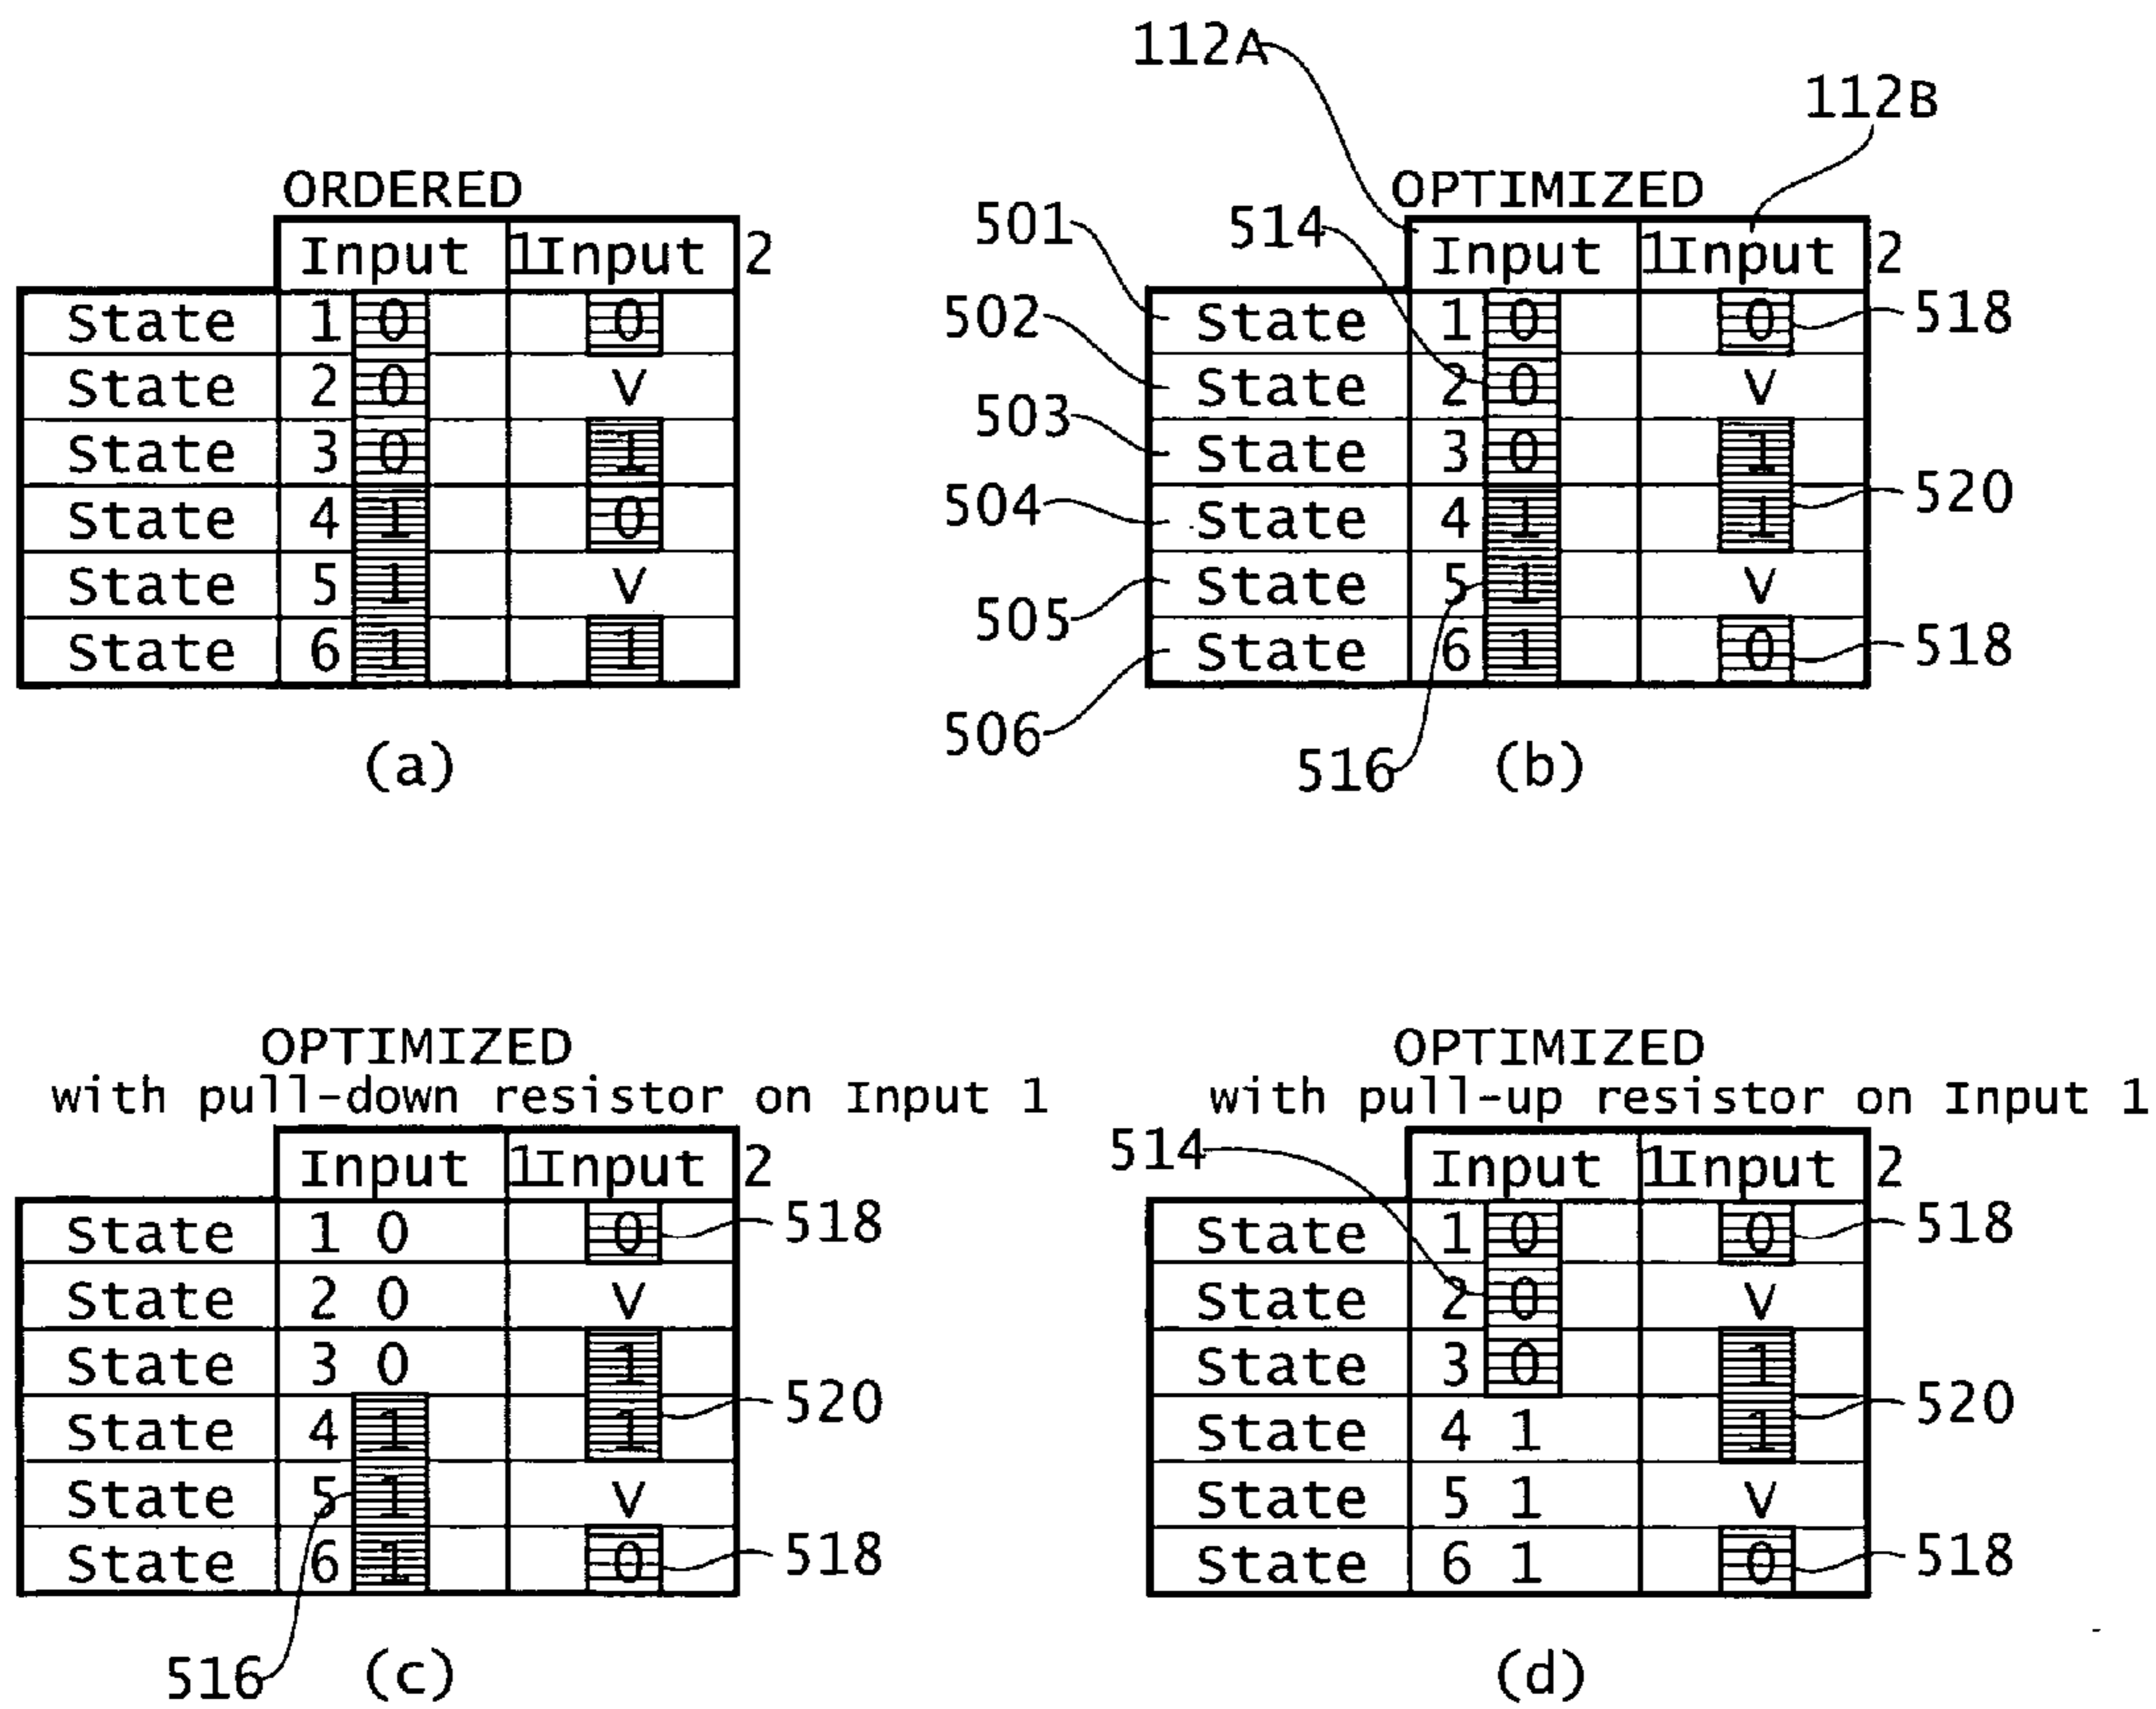 112A
112B
ORDERED
OPTIMIZED
Input 1 Input 2
State 1 0 0
State 2 0 V
State 3 0 1
State 4 1 0
State 5 1 V
State 6 1 1
(a)
501
502
503
504
505
506
514
516
Input 1 Input 2
State 1 0 0
State 2 0 V
State 3 0 1
State 4 1 1
State 5 1 V
State 6 1 0
518
520
518
(b)
OPTIMIZED
with pull-down resistor on Input 1
Input 1 Input 2
State 1 0 0
State 2 0 V
State 3 0 1
State 4 1 1
State 5 1 V
State 6 1 0
518
520
518
516
(c)
OPTIMIZED
with pull-up resistor on Input 1
514
Input 1 Input 2
State 1 0 0
State 2 0 V
State 3 0 1
State 4 1 1
State 5 1 V
State 6 1 0
518
520
518
(d)